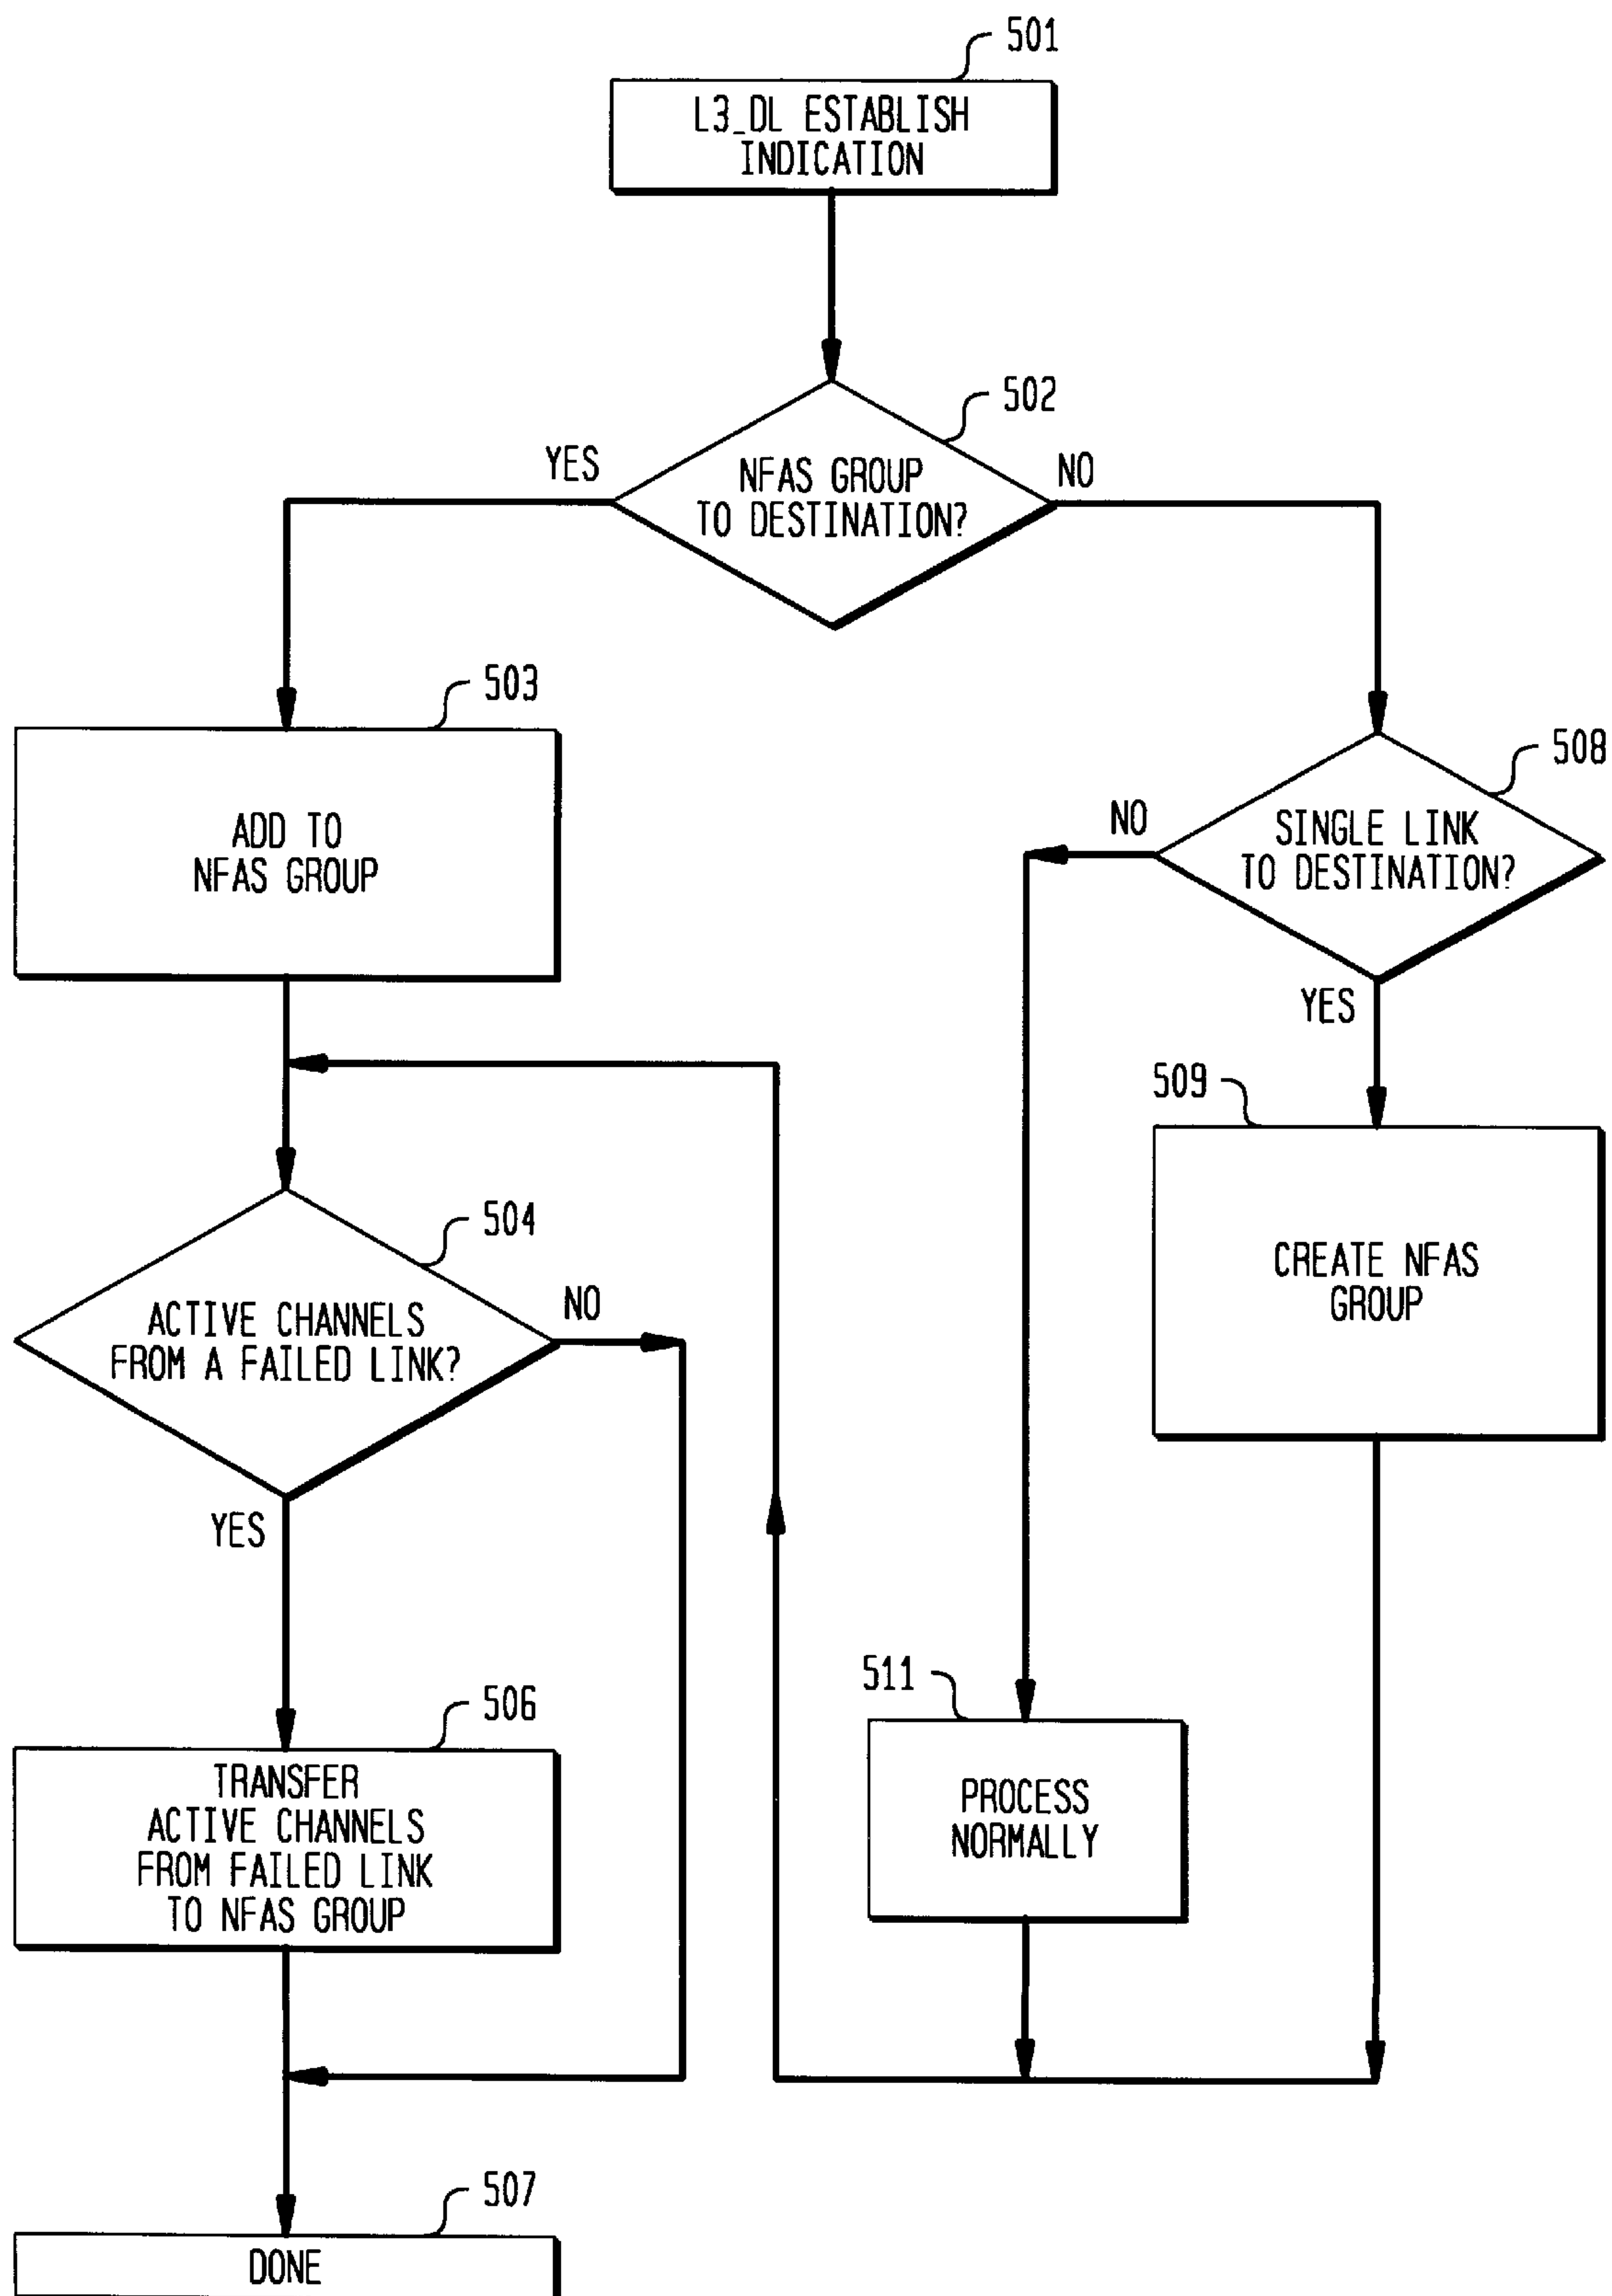 501
L3_DL ESTABLISH
INDICATION
502
YES
NFAS GROUP
TO DESTINATION?
NO
503
ADD TO
NFAS GROUP
508
NO
SINGLE LINK
TO DESTINATION?
YES
509
CREATE NFAS
GROUP
504
ACTIVE CHANNELS
FROM A FAILED LINK?
NO
YES
506
TRANSFER
ACTIVE CHANNELS
FROM FAILED LINK
TO NFAS GROUP
511
PROCESS
NORMALLY
507
DONE